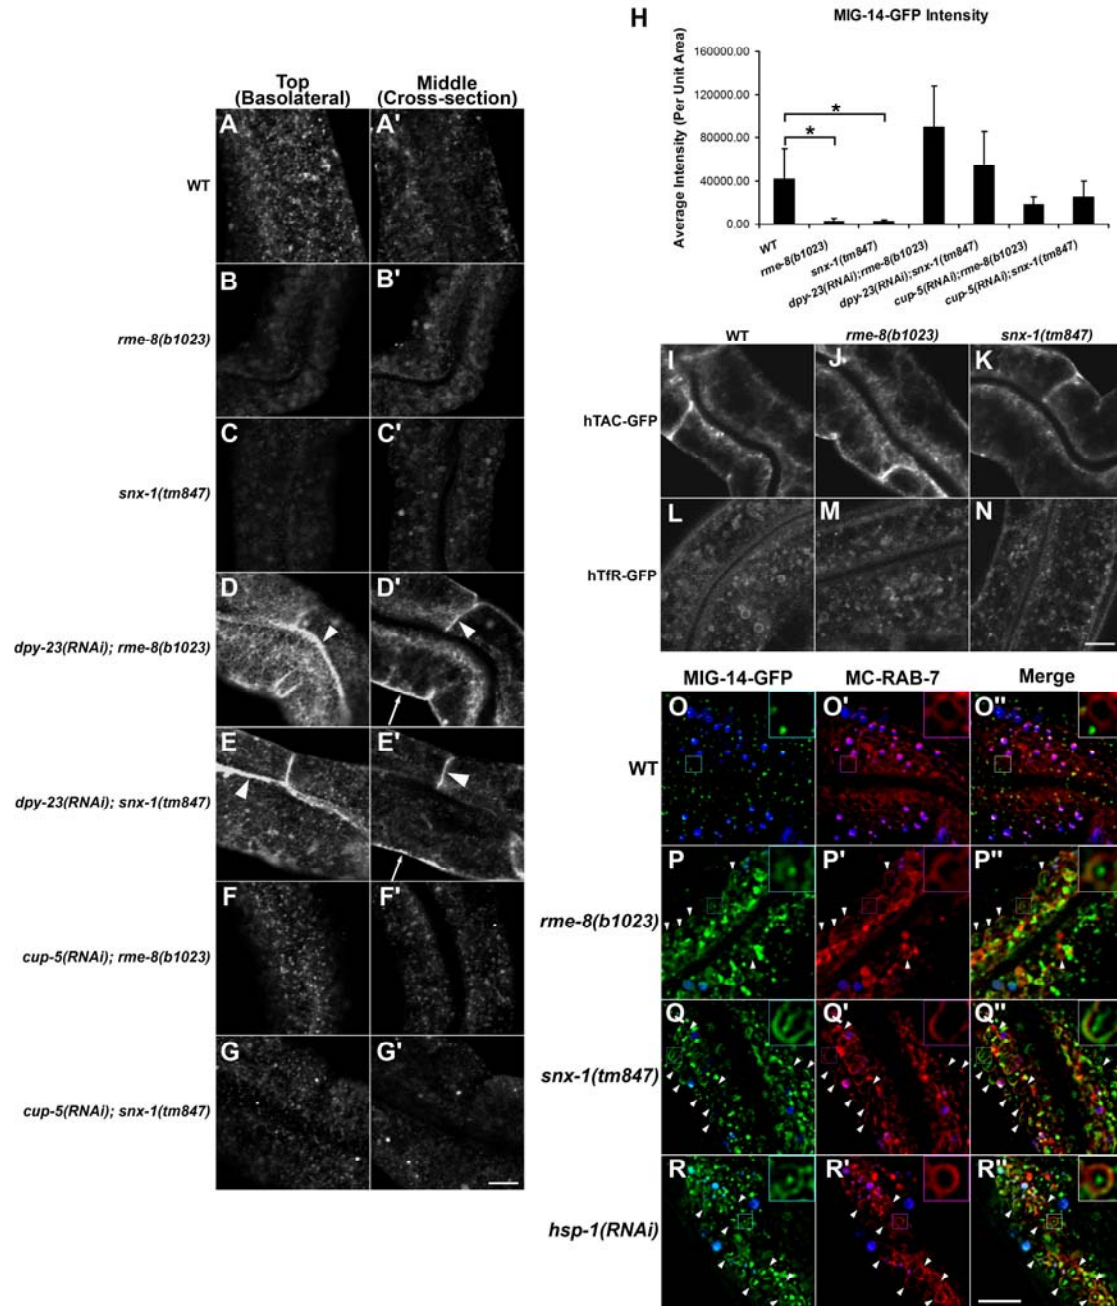 Top
(Basolateral)
Middle
(Cross-section)
A
A'
WT
B
B'
rme-8(b1023)
C
C'
snx-1(tm847)
D
D'
dpy-23(RNAi); rme-8(b1023)
E
E'
dpy-23(RNAi); snx-1(tm847)
F
F'
cup-5(RNAi); rme-8(b1023)
G
G'
cup-5(RNAi); snx-1(tm847)
H
MIG-14-GFP Intensity
Average Intensity (Per Unit Area)
160000.00
120000.00
80000.00
40000.00
0.00
*
*
WT
rme-8(b1023)
snx-1(tm847)
dpy-23(RNAi);rme-8(b1023)
dpy-23(RNAi);snx-1(tm847)
cup-5(RNAi);rme-8(b1023)
cup-5(RNAi);snx-1(tm847)
WT
rme-8(b1023)
snx-1(tm847)
I
J
K
hTAC-GFP
L
M
N
hTfR-GFP
MIG-14-GFP
MC-RAB-7
Merge
O
O'
O''
WT
P
P'
P''
rme-8(b1023)
Q
Q'
Q''
snx-1(tm847)
R
R'
R''
hsp-1(RNAi)